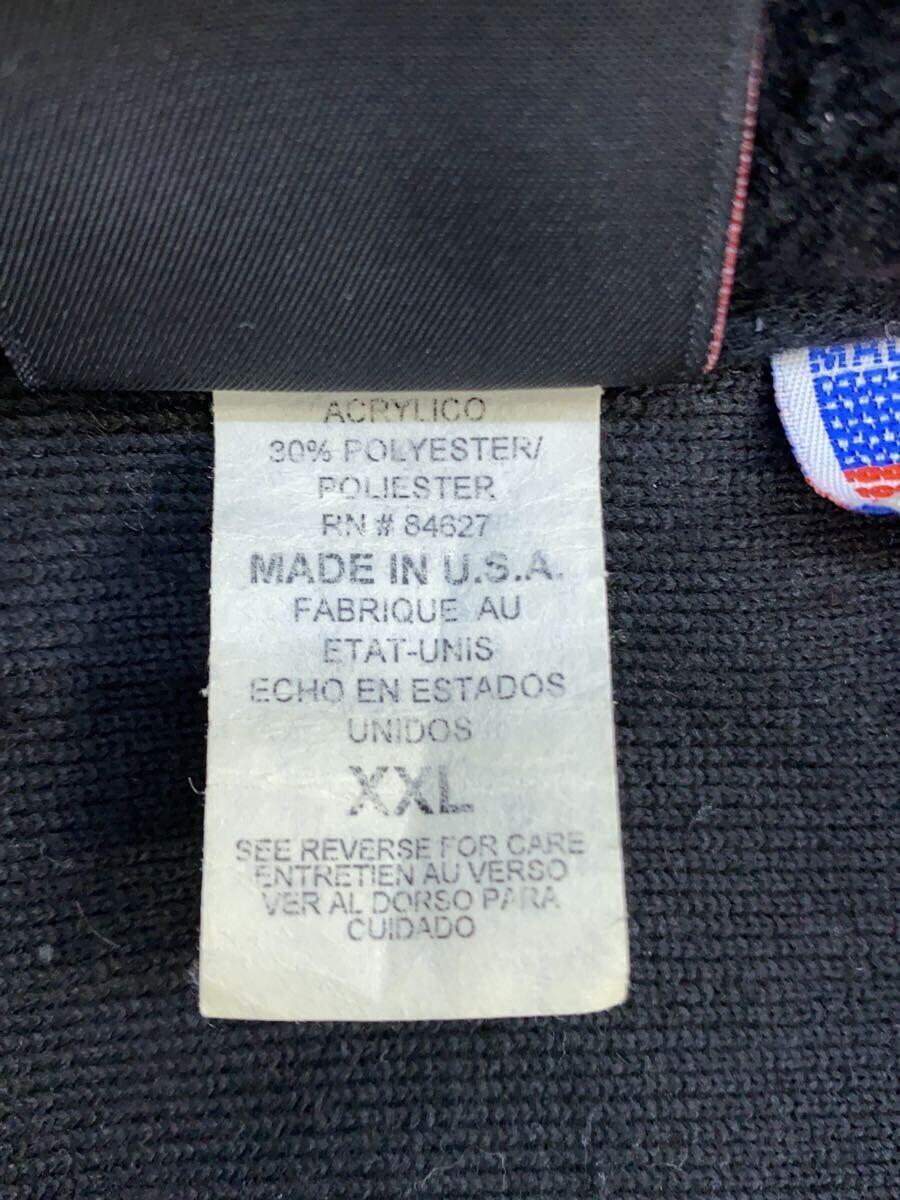 ACRYLICO
30% POLYESTER/
POLIESTER
RN # 84627
MADE IN U.S.A.
FABRIQUE AU
ETAT-UNIS
ECHO EN ESTADOS
UNIDOS
XXL
SEE REVERSE FOR CARE
ENTRETIEN AU VERSO
VER AL DORSO PARA
CUIDADO